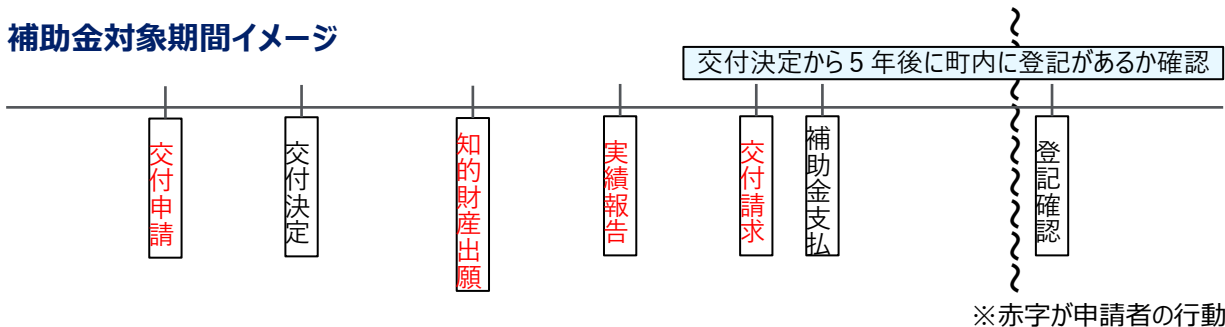 補助金対象期間イメージ
交付決定から5年後に町内に登記があるか確認
交付申請
交付決定
知的財産出願
実績報告
交付請求
補助金支払
登記確認
※赤字が申請者の行動